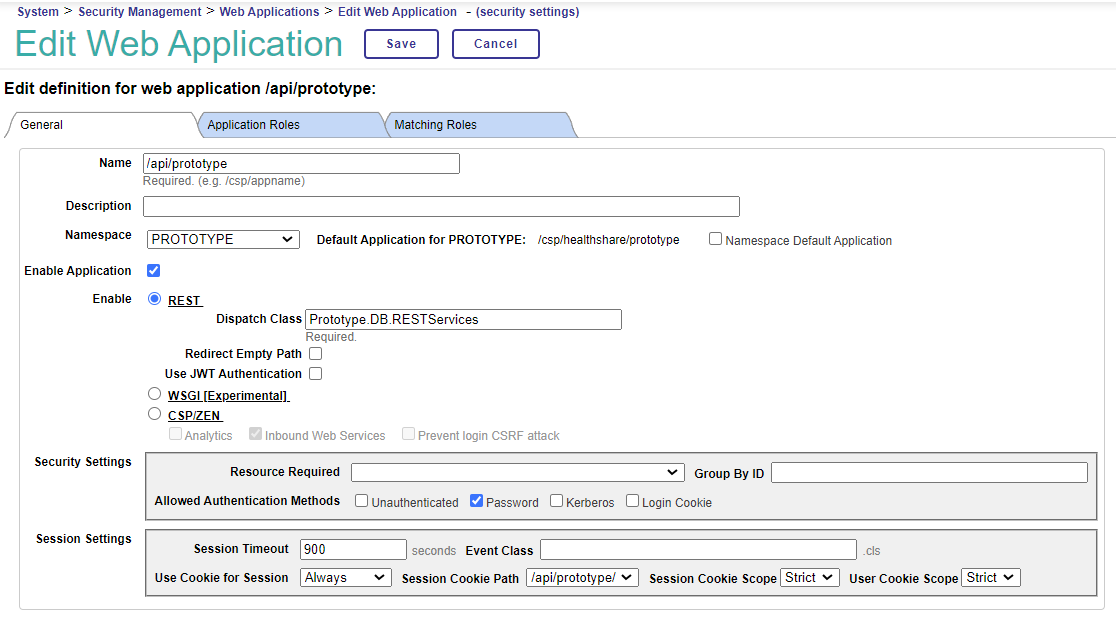 System > Security Management > Web Applications > Edit Web Application - (security settings)
Edit Web Application Save Cancel
Edit definition for web application /api/prototype:
General Application Roles Matching Roles
Name /api/prototype
Required. (e.g. /csp/appname)
Description
Namespace PROTOTYPE Default Application for PROTOTYPE: /csp/healthshare/prototype Namespace Default Application
Enable Application
Enable REST
Dispatch Class Prototype.DB.RESTServices
Required.
Redirect Empty Path
Use JWT Authentication
WSGI [Experimental]
CSP/ZEN
Analytics Inbound Web Services Prevent login CSRF attack
Security Settings
Resource Required Group By ID
Allowed Authentication Methods Unauthenticated Password Kerberos Login Cookie
Session Settings
Session Timeout 900 seconds Event Class .cls
Use Cookie for Session Always Session Cookie Path /api/prototype/ Session Cookie Scope Strict User Cookie Scope Strict